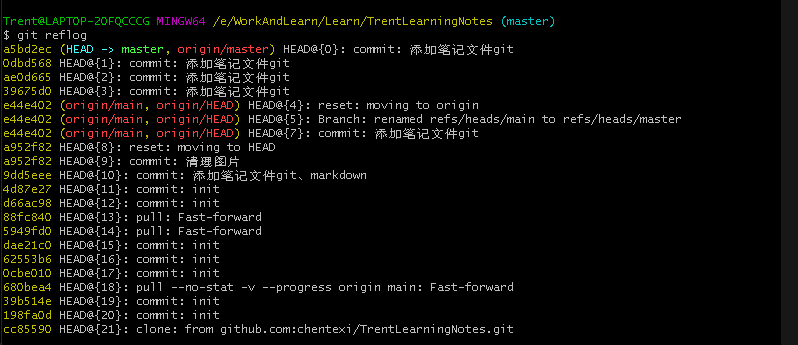 Trent@LAPTOP-2OFQCCCG MINGW64 /e/WorkAndLearn/Learn/TrentLearningNotes (master)
$ git reflog
a5bd2ec (HEAD -> master, origin/master) HEAD@{0}: commit: 添加笔记文件git
0dbd568 HEAD@{1}: commit: 添加笔记文件git
ae0d665 HEAD@{2}: commit: 添加笔记文件git
39675d0 HEAD@{3}: commit: 添加笔记文件git
e44e402 (origin/main, origin/HEAD) HEAD@{4}: reset: moving to origin
e44e402 (origin/main, origin/HEAD) HEAD@{5}: Branch: renamed refs/heads/main to refs/heads/master
e44e402 (origin/main, origin/HEAD) HEAD@{7}: commit: 添加笔记文件git
a952f82 HEAD@{8}: reset: moving to HEAD
a952f82 HEAD@{9}: commit: 清理图片
9dd5eee HEAD@{10}: commit: 添加笔记文件git、markdown
4d87e27 HEAD@{11}: commit: init
d66ac98 HEAD@{12}: commit: init
88fc840 HEAD@{13}: pull: Fast-forward
5949fd0 HEAD@{14}: pull: Fast-forward
dae21c0 HEAD@{15}: commit: init
62553b6 HEAD@{16}: commit: init
0cbe010 HEAD@{17}: commit: init
680bea4 HEAD@{18}: pull --no-stat -v --progress origin main: Fast-forward
39b514e HEAD@{19}: commit: init
198fa0d HEAD@{20}: commit: init
cc85590 HEAD@{21}: clone: from github.com:chentexi/TrentLearningNotes.git